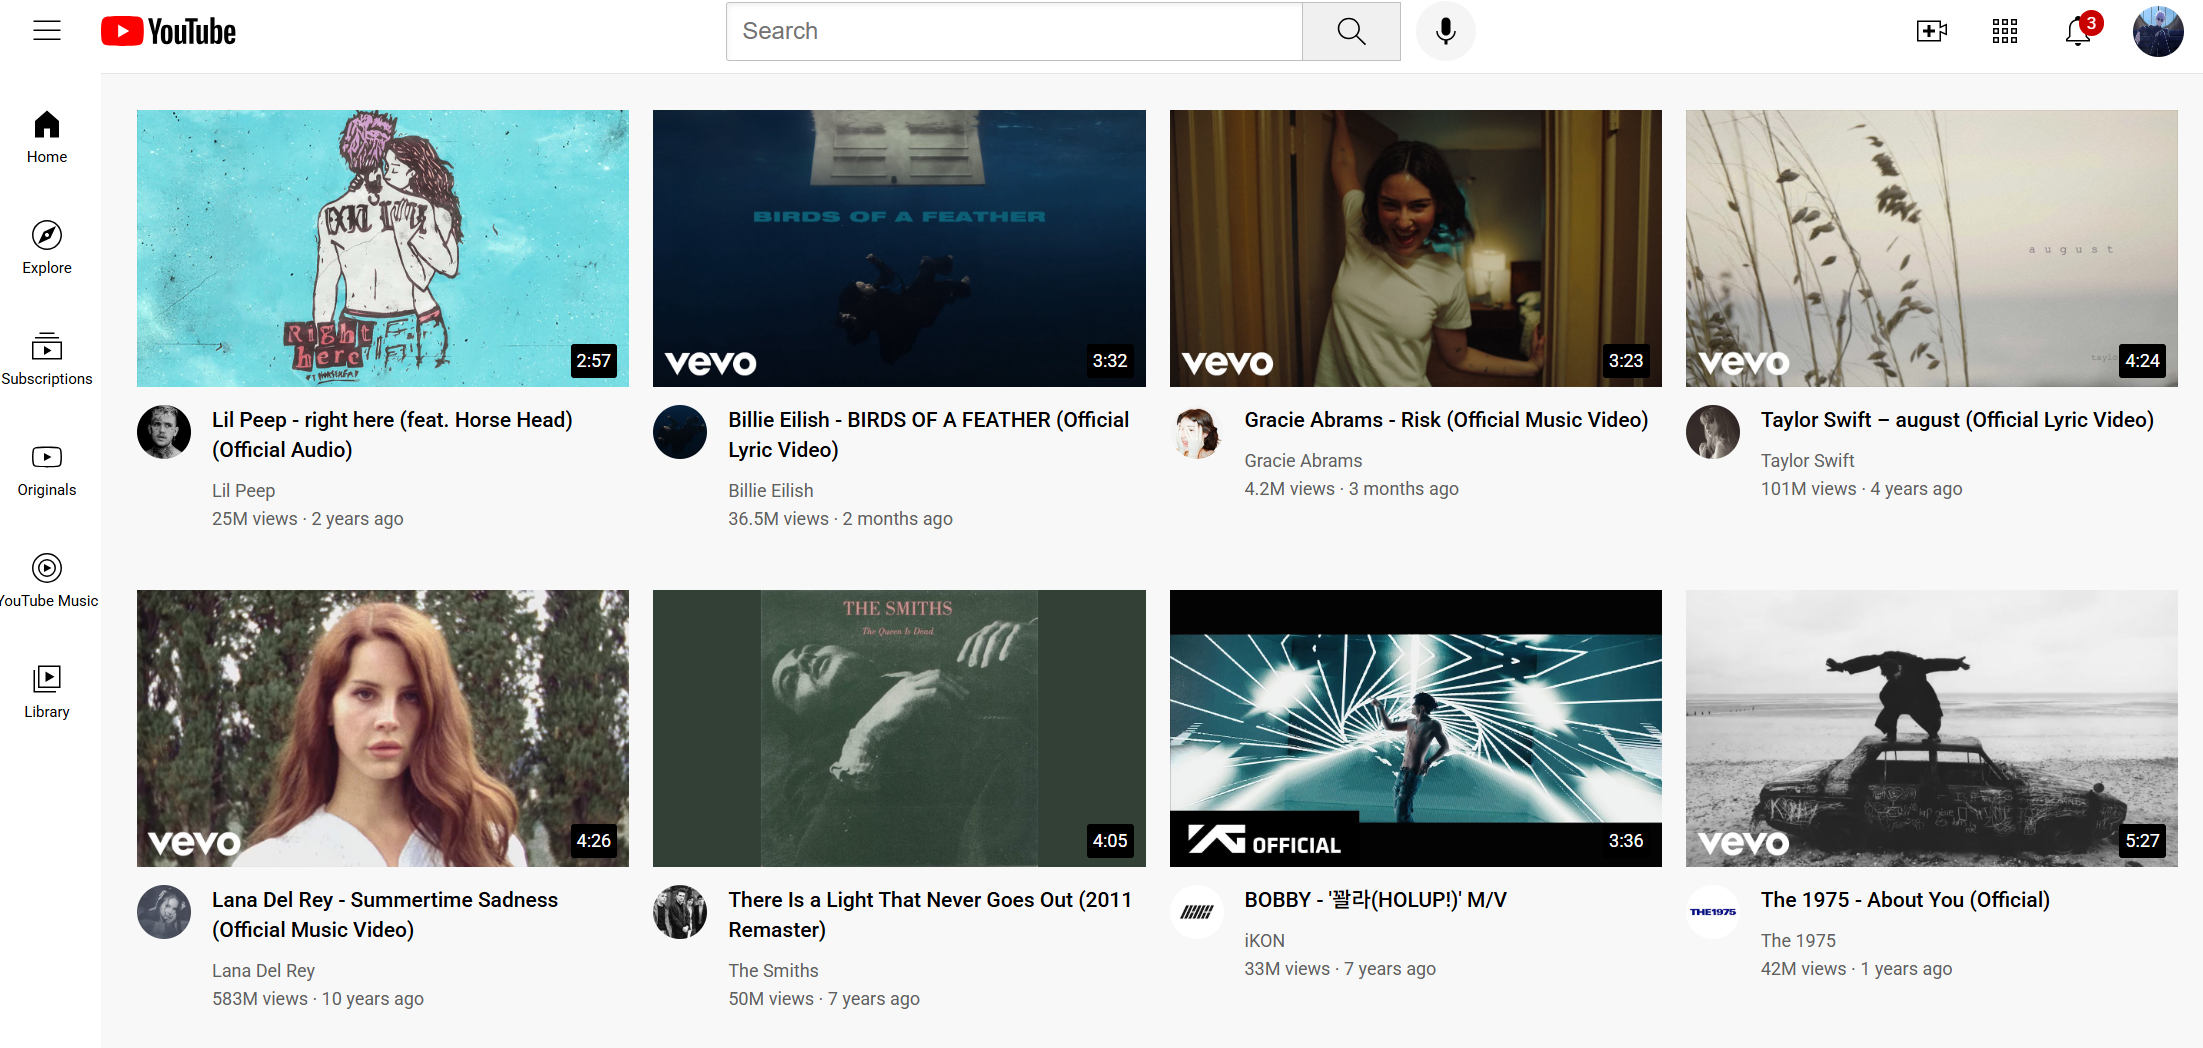 YouTube
Search
3
Home
Explore
Subscriptions
Originals
YouTube Music
Library
EXIT LIFE
Right
here
2:57
Lil Peep - right here (feat. Horse Head)
(Official Audio)
Lil Peep
25M views · 2 years ago
BIRDS OF A FEATHER
vevo
3:32
Billie Eilish - BIRDS OF A FEATHER (Official
Lyric Video)
Billie Eilish
36.5M views · 2 months ago
vevo
3:23
Gracie Abrams - Risk (Official Music Video)
Gracie Abrams
4.2M views · 3 months ago
august
taylo
vevo
4:24
Taylor Swift – august (Official Lyric Video)
Taylor Swift
101M views · 4 years ago
vevo
4:26
Lana Del Rey - Summertime Sadness
(Official Music Video)
Lana Del Rey
583M views · 10 years ago
THE SMITHS
The Queen Is Dead
4:05
There Is a Light That Never Goes Out (2011
Remaster)
The Smiths
50M views · 7 years ago
YG OFFICIAL
3:36
BOBBY - '꽐라(HOLUP!)' M/V
iKON
33M views · 7 years ago
vevo
5:27
THE1975
The 1975 - About You (Official)
The 1975
42M views · 1 years ago